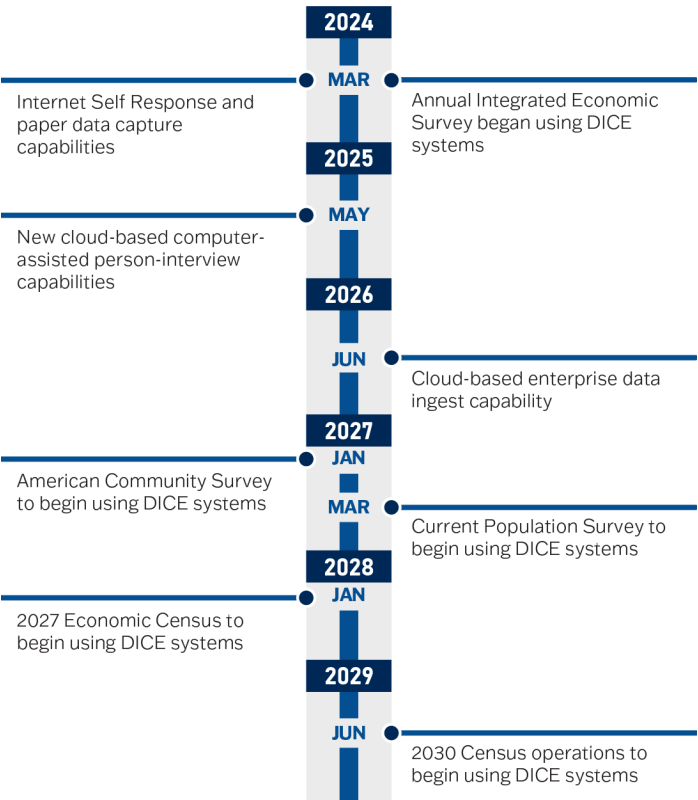 2024
MAR
Internet Self Response and
paper data capture
capabilities
Annual Integrated Economic
Survey began using DICE
systems
2025
MAY
New cloud-based computer-
assisted person-interview
capabilities
2026
JUN
Cloud-based enterprise data
ingest capability
2027
JAN
American Community Survey
to begin using DICE systems
MAR
Current Population Survey to
begin using DICE systems
2028
JAN
2027 Economic Census to
begin using DICE systems
2029
JUN
2030 Census operations to
begin using DICE systems